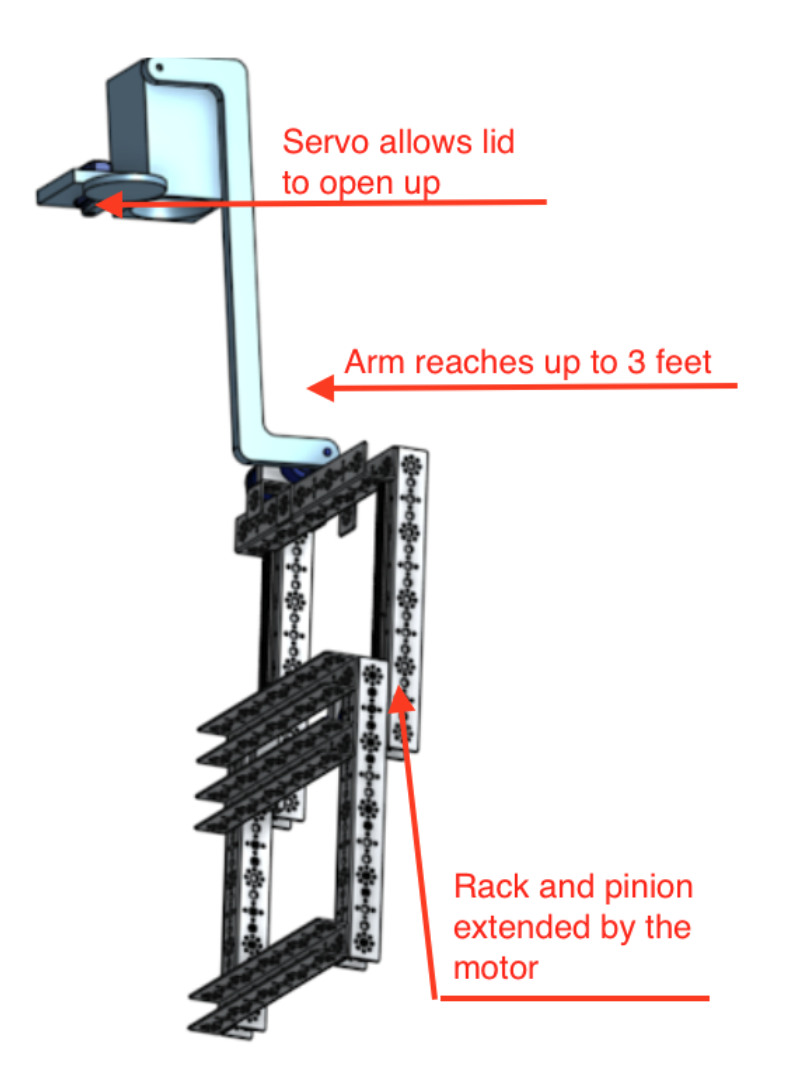 Servo allows lid
to open up
Arm reaches up to 3 feet
Rack and pinion
extended by the
motor